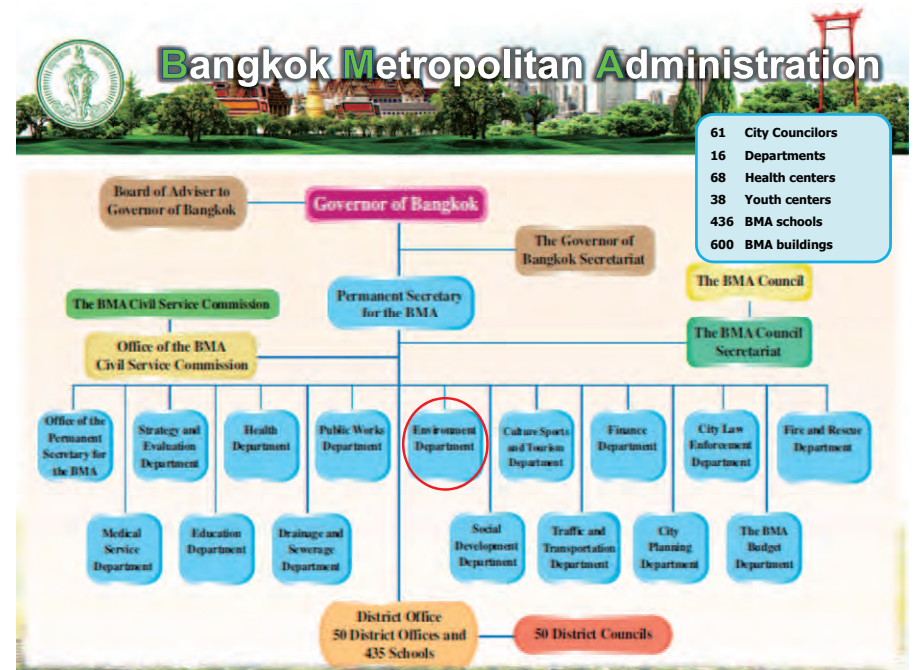 Bangkok Metropolitan Administration
61 City Councilors
16 Departments
68 Health centers
38 Youth centers
436 BMA schools
600 BMA buildings
Board of Adviser to
Governor of Bangkok
Governor of Bangkok
The Governor of
Bangkok Secretariat
The BMA Council
Permanent Secretary
for the BMA
The BMA Civil Service Commission
The BMA Council
Secretariat
Office of the BMA
Civil Service Commission
Office of the
Permanent
Secretary for
the BMA
Strategy and
Evaluation
Department
Health
Department
Public Works
Department
Environment
Department
Culture Sports
and Tourism
Department
Finance
Department
City Law
Enforcement
Department
Fire and Rescue
Department
Medical
Service
Department
Education
Department
Drainage and
Sewerage
Department
Social
Development
Department
Traffic and
Transportation
Department
City
Planning
Department
The BMA
Budget
Department
District Office
50 District Offices and
435 Schools
50 District Councils